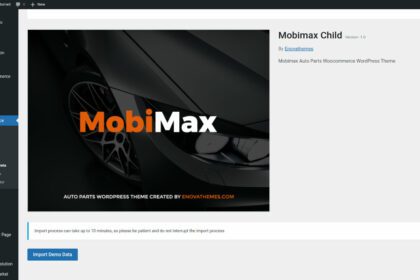 New
Mobimax Child Version: 1.0
By Enovathemes
Mobimax Auto Parts Woocommerce WordPress Theme
MobiMax
AUTO PARTS WORDPRESS THEME CREATED BY ENOVATHEMES.COM
Import process can take up to 10 minutes, so please be patient and do not interrupt the import process
Page
Import Demo Data